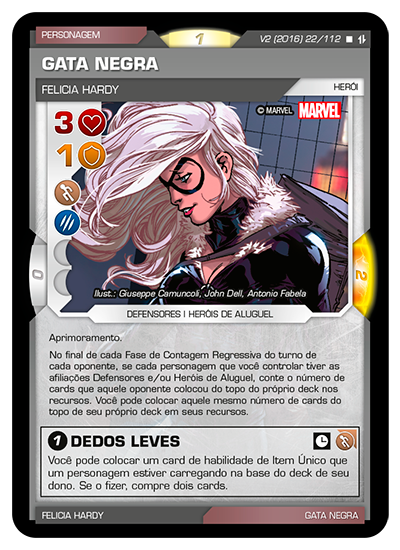 PERSONAGEM
1
V2 (2016) 22/112
GATA NEGRA
FELICIA HARDY
HERÓI
3
© MARVEL MARVEL
1
0
2
Ilust.: Giuseppe Camuncoli, John Dell, Antonio Fabela
DEFENSORES | HERÓIS DE ALUGUEL
Aprimoramento.
No final de cada Fase de Contagem Regressiva do turno de
cada oponente, se cada personagem que você controlar tiver as
afiliações Defensores e/ou Heróis de Aluguel, conte o número de
cards que aquele oponente colocou do topo do próprio deck nos
recursos. Você pode colocar aquele mesmo número de cards do
topo de seu próprio deck em seus recursos.
1 DEDOS LEVES
Você pode colocar um card de habilidade de Item Único que
um personagem estiver carregando na base do deck de seu
dono. Se o fizer, compre dois cards.
FELICIA HARDY
GATA NEGRA